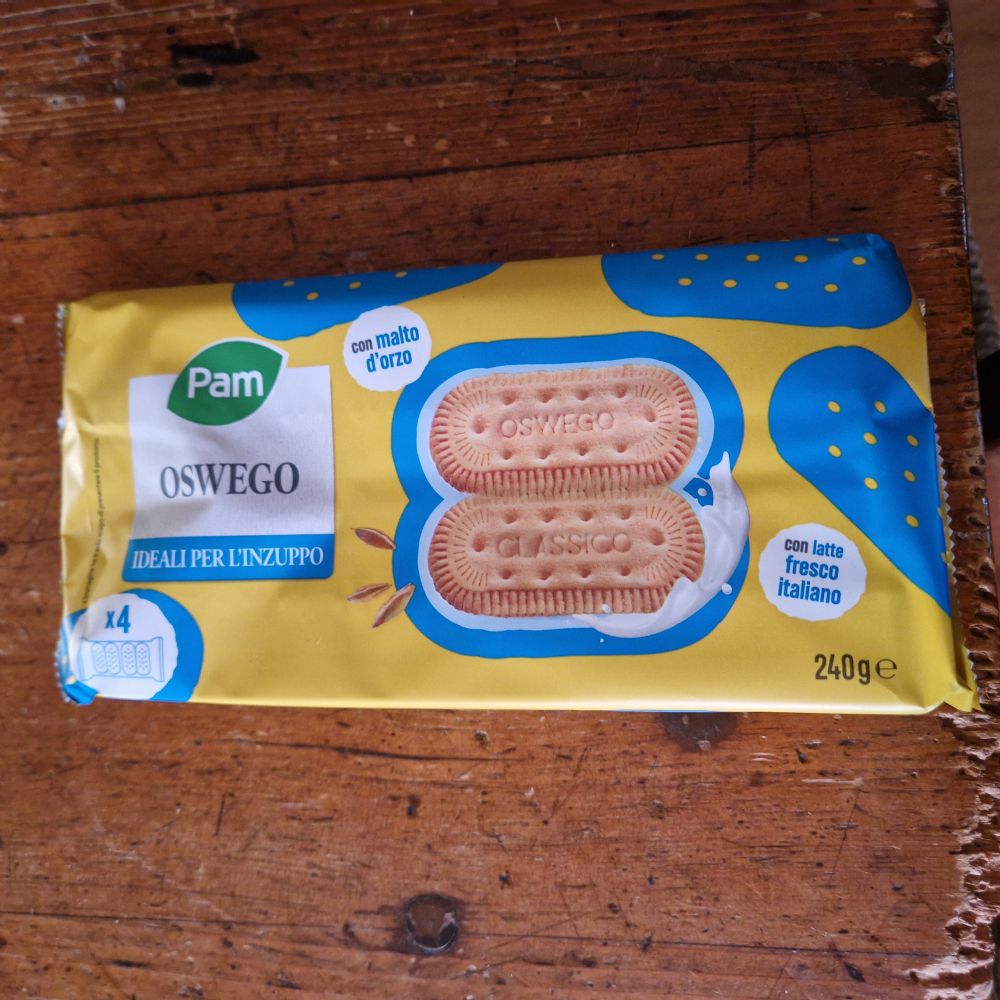 Pam
OSWEGO
IDEALI PER L'INZUPPO
x4
con malto
d'orzo
OSWEGO
CLASSICO
con latte
fresco
italiano
240g e